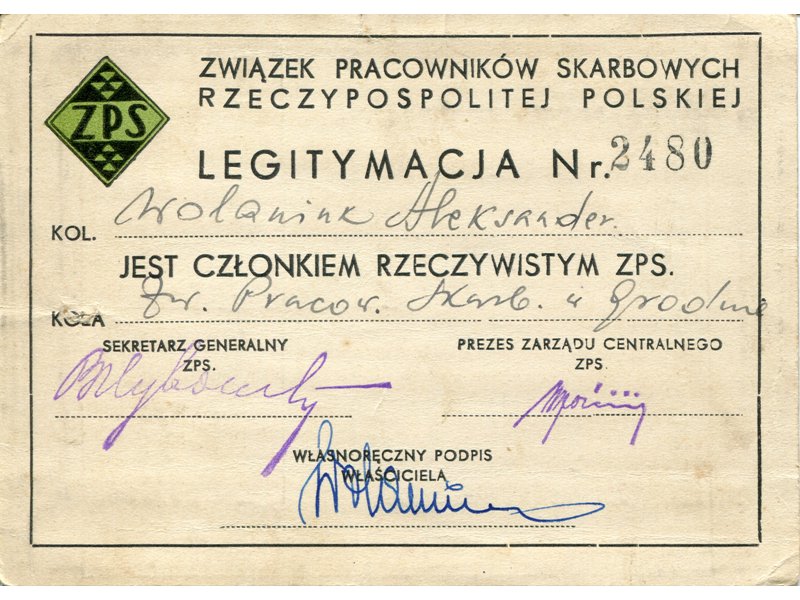 ZPS
ZWIĄZEK PRACOWNIKÓW SKARBOWYCH
RZECZYPOSPOLITEJ POLSKIEJ
LEGITYMACJA Nr. 2480
KOL. Wolaniuk Aleksander.
JEST CZŁONKIEM RZECZYWISTYM ZPS.
KOŁA Zw. Pracow. Skarb. w Grodnie
SEKRETARZ GENERALNY
ZPS.
PREZES ZARZĄDU CENTRALNEGO
ZPS.
WŁASNORĘCZNY PODPIS
WŁAŚCICIELA